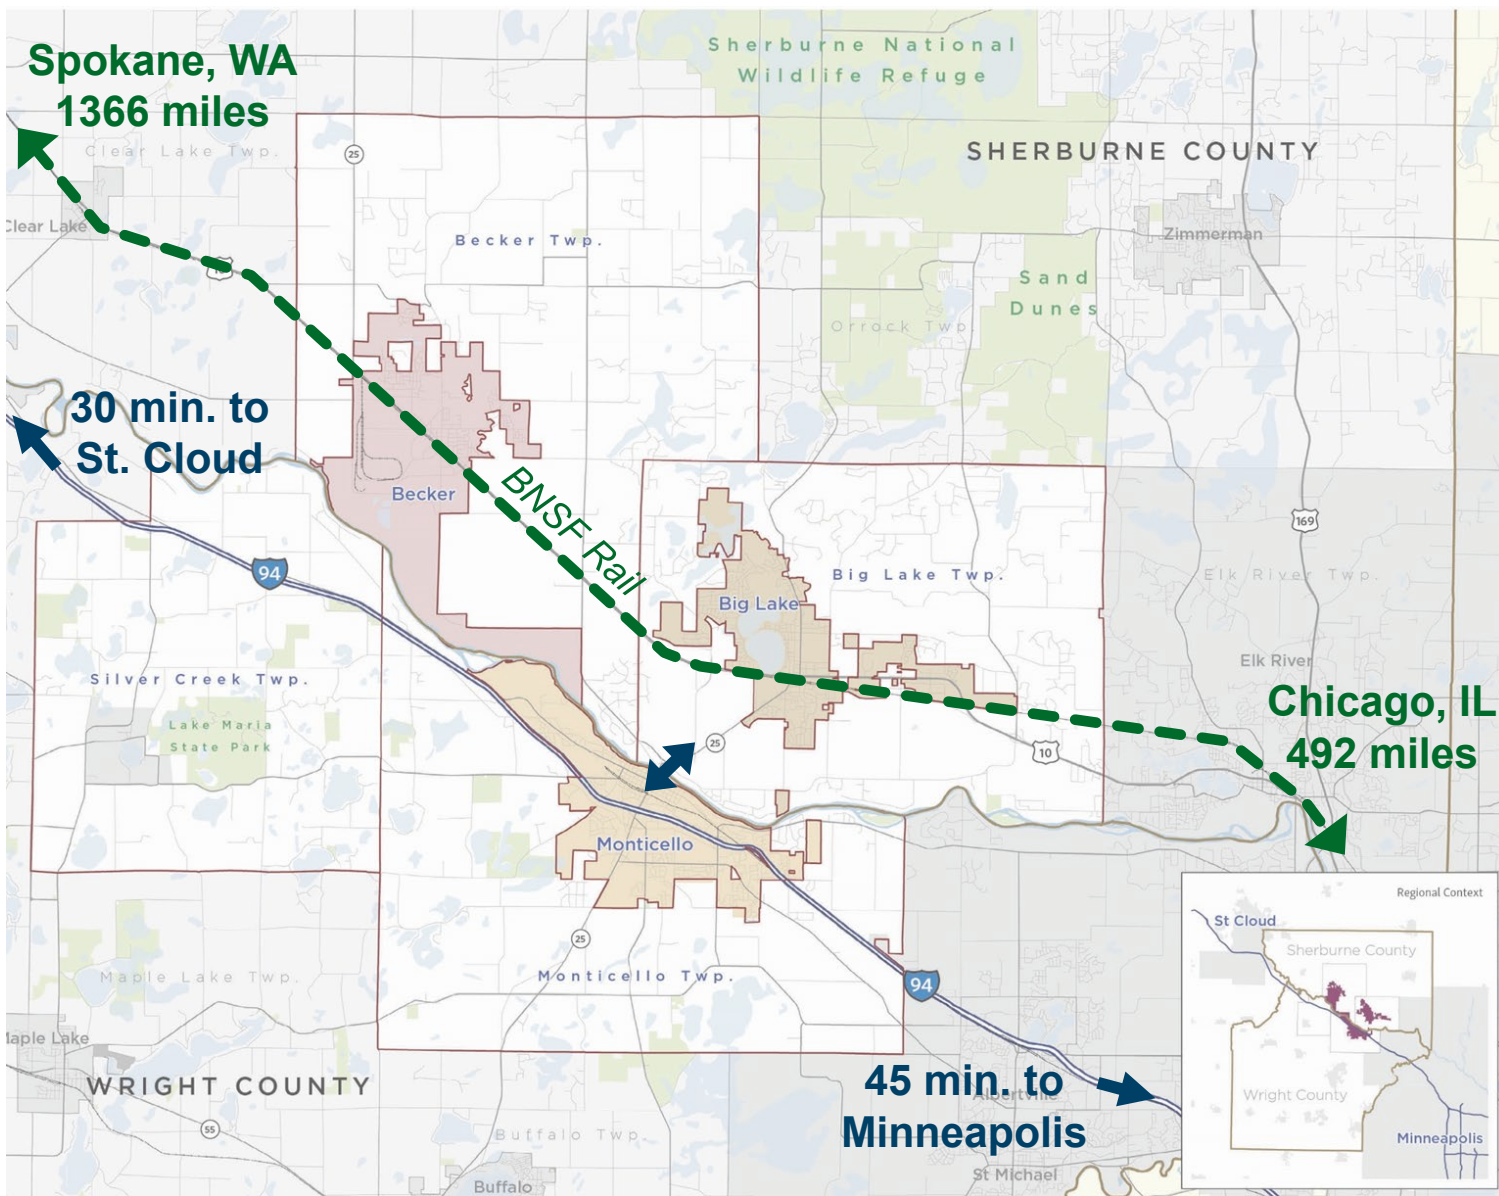 Sherburne National
Wildlife Refuge
Spokane, WA
1366 miles
25
Clear Lake Twp.
SHERBURNE COUNTY
Clear Lake
Becker Twp.
Zimmerman
Sand
Dunes
Orrock Twp.
30 min. to
St. Cloud
Becker
BNSF Rail
169
94
Big Lake Twp.
Elk River Twp.
Big Lake
Silver Creek Twp.
Elk River
Lake Maria
State Park
Chicago, IL
492 miles
25
10
Monticello
Regional Context
St Cloud
Sherburne County
25
Monticello Twp.
Maple Lake Twp.
94
Maple Lake
WRIGHT COUNTY
45 min. to
Albertville
Minneapolis
Wright County
55
Buffalo Twp.
Minneapolis
St Michael
Buffalo